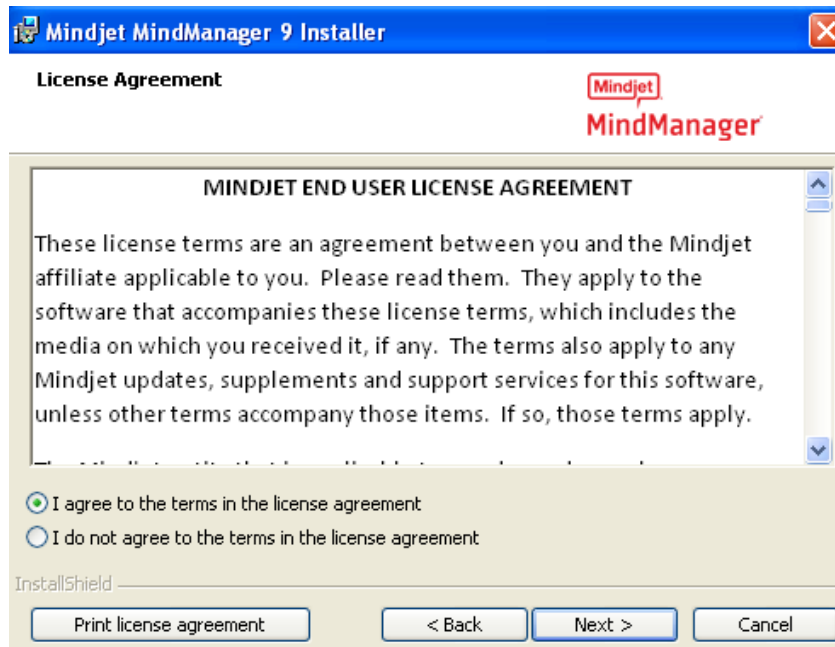 Mindjet MindManager 9 Installer
License Agreement
Mindjet
MindManager
MINDJET END USER LICENSE AGREEMENT
These license terms are an agreement between you and the Mindjet
affiliate applicable to you.  Please read them.  They apply to the
software that accompanies these license terms, which includes the
media on which you received it, if any.  The terms also apply to any
Mindjet updates, supplements and support services for this software,
unless other terms accompany those items.  If so, those terms apply.
I agree to the terms in the license agreement
I do not agree to the terms in the license agreement
InstallShield
Print license agreement
< Back
Next >
Cancel